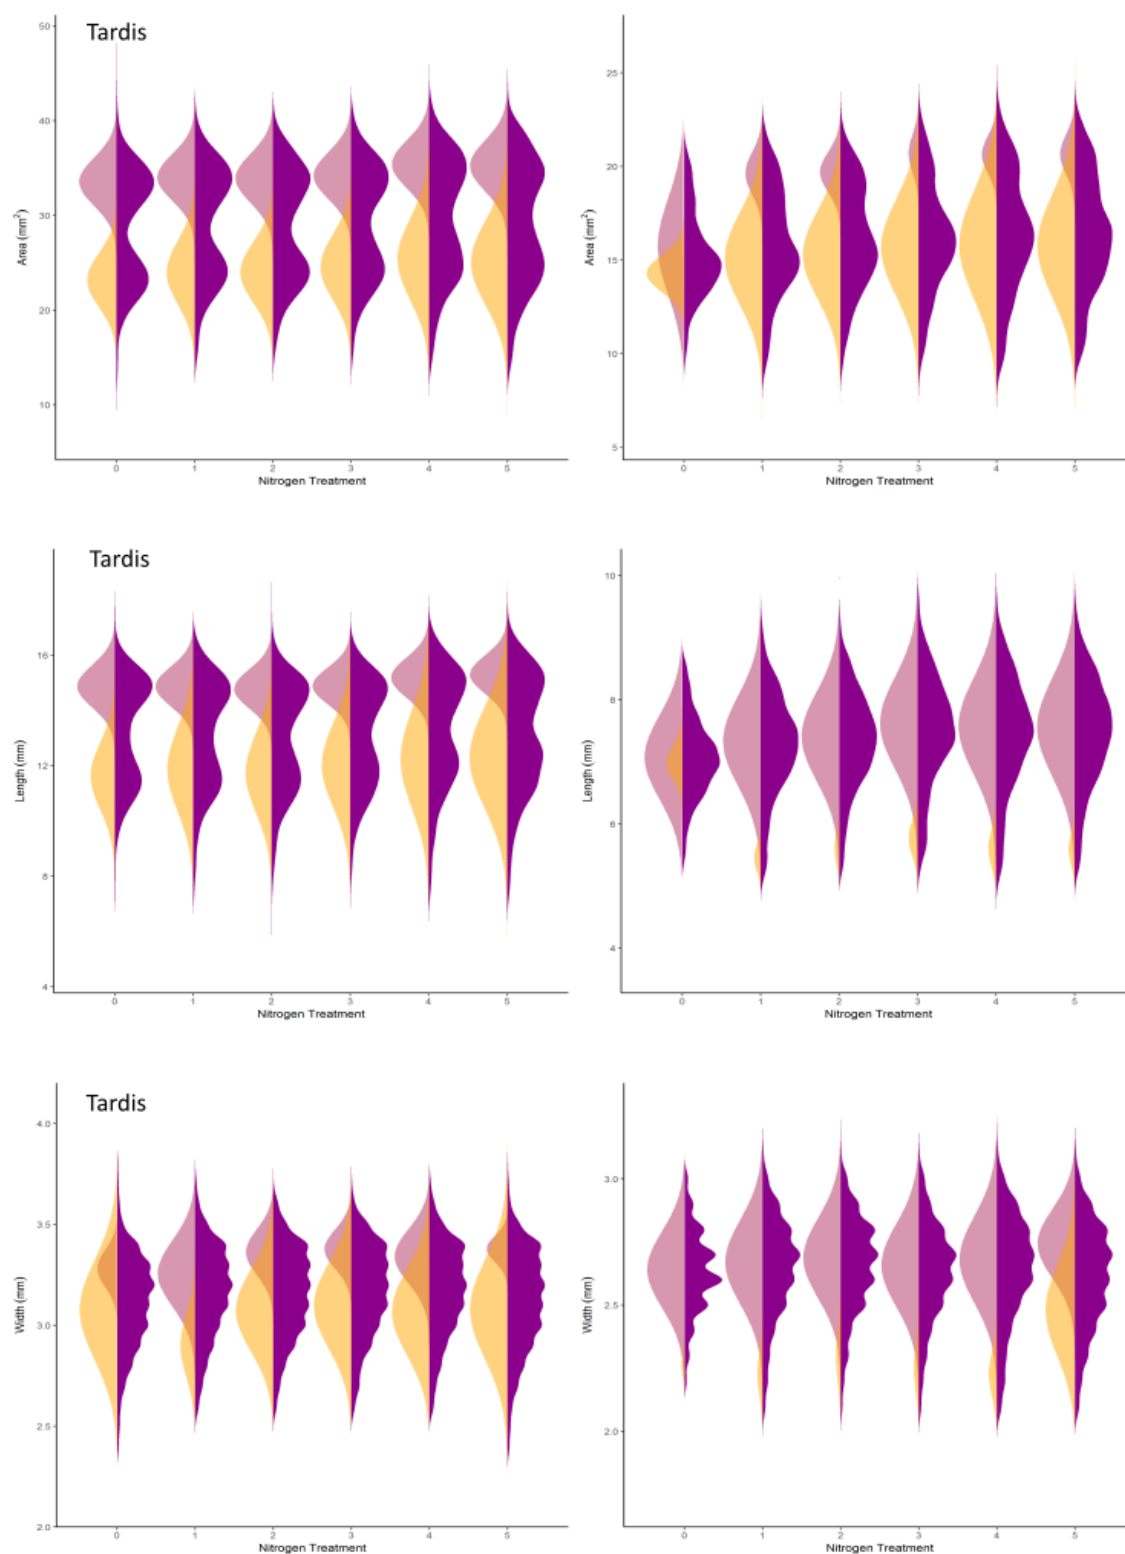 Tardis
50
40
30
20
10
Area (mm²)
0 1 2 3 4 5
Nitrogen Treatment
25
20
15
10
5
Area (mm²)
0 1 2 3 4 5
Nitrogen Treatment
Tardis
16
12
8
4
Length (mm)
0 1 2 3 4 5
Nitrogen Treatment
10
8
6
4
Length (mm)
0 1 2 3 4 5
Nitrogen Treatment
Tardis
4.0
3.5
3.0
2.5
2.0
Width (mm)
0 1 2 3 4 5
Nitrogen Treatment
3.0
2.5
2.0
Width (mm)
0 1 2 3 4 5
Nitrogen Treatment